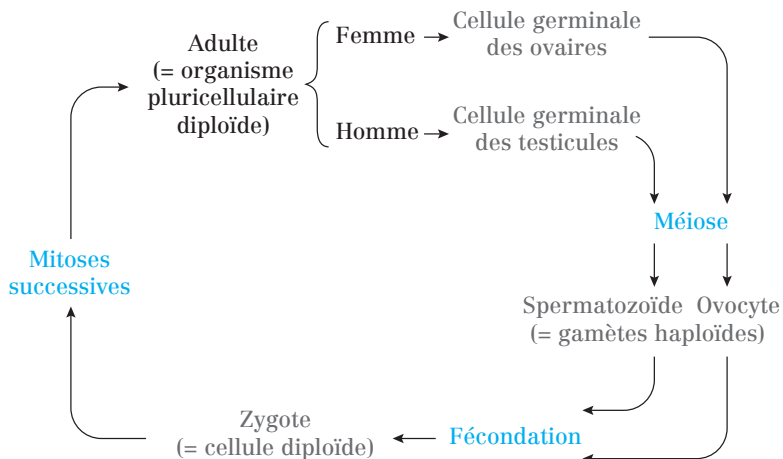 Adulte
(= organisme
pluricellulaire
diploïde)
Femme
Cellule germinale
des ovaires
Homme
Cellule germinale
des testicules
Méiose
Spermatozoïde Ovocyte
(= gamètes haploïdes)
Fécondation
Zygote
(= cellule diploïde)
Mitoses
successives